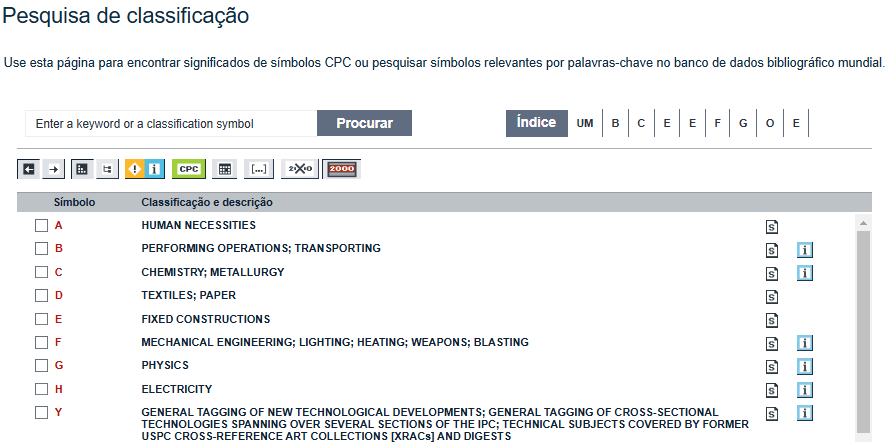 Pesquisa de classificação
Use esta página para encontrar significados de símbolos CPC ou pesquisar símbolos relevantes por palavras-chave no banco de dados bibliográfico mundial.
Enter a keyword or a classification symbol Procurar Índice UM B C E E F G O E
i CPC [...] 2000
Símbolo Classificação e descrição
A HUMAN NECESSITIES S
B PERFORMING OPERATIONS; TRANSPORTING S i
C CHEMISTRY; METALLURGY S i
D TEXTILES; PAPER S
E FIXED CONSTRUCTIONS S
F MECHANICAL ENGINEERING; LIGHTING; HEATING; WEAPONS; BLASTING S i
G PHYSICS S i
H ELECTRICITY S i
Y GENERAL TAGGING OF NEW TECHNOLOGICAL DEVELOPMENTS; GENERAL TAGGING OF CROSS-SECTIONAL S i
TECHNOLOGIES SPANNING OVER SEVERAL SECTIONS OF THE IPC; TECHNICAL SUBJECTS COVERED BY FORMER
USPC CROSS-REFERENCE ART COLLECTIONS [XRACs] AND DIGESTS